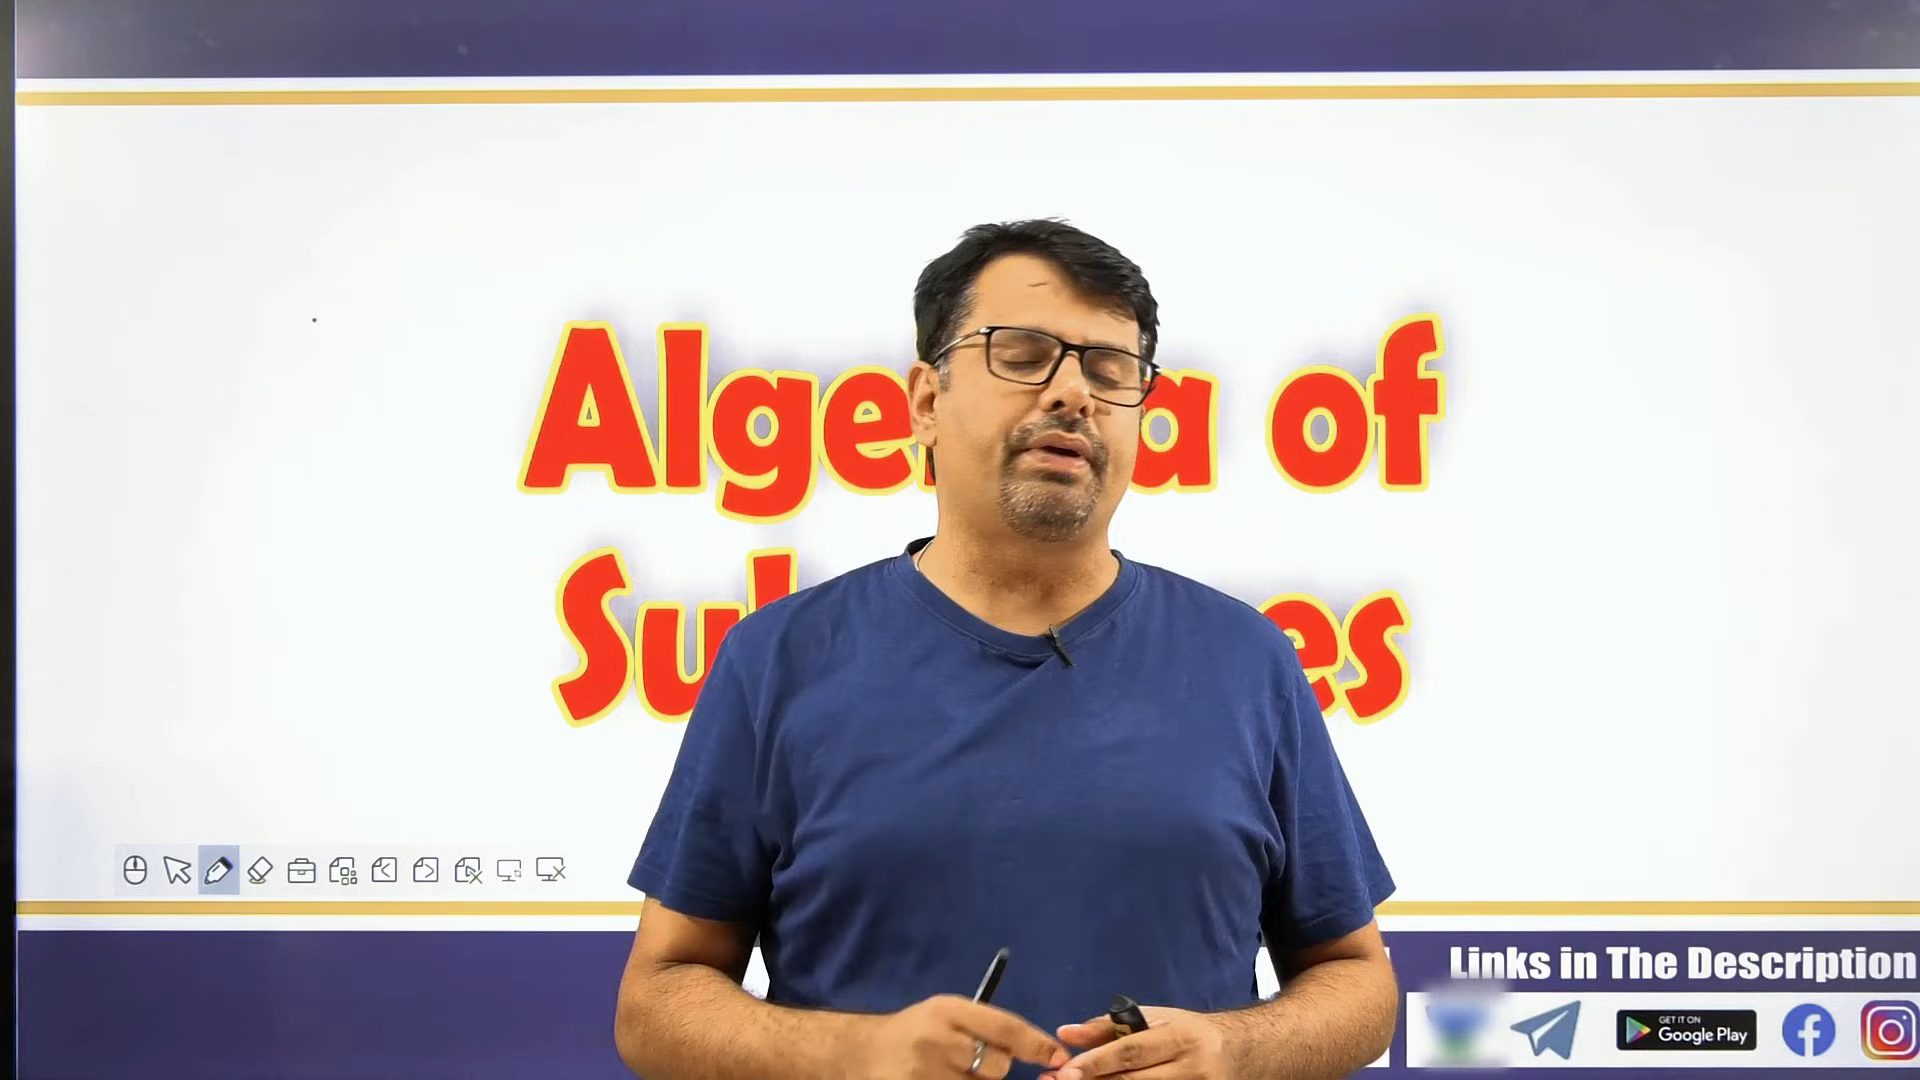 Alge a of
Su es
Links in The Description
GET IT ON
Google Play